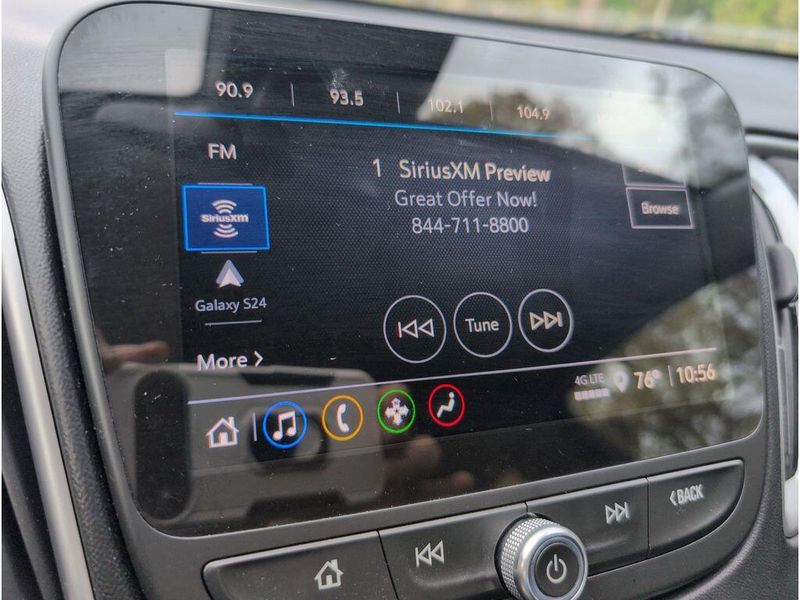 90.9 | 93.5 | 102.1 | 104.9
FM
1 SiriusXM Preview
Great Offer Now!
844-711-8800
Browse
SiriusXM
Galaxy S24
Tune
More >
4G LTE 76° | 10:56
<BACK